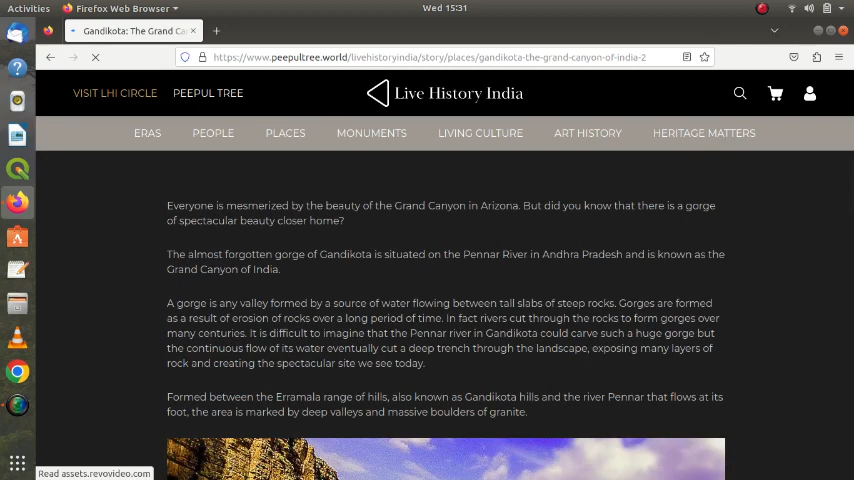 Activities
Firefox Web Browser
Wed 15:31
Gandikota: The Grand Ca
https://www.peepultree.world/livehistoryindia/story/places/gandikota-the-grand-canyon-of-india-2
VISIT LHI CIRCLE
PEEPUL TREE
Live History India
ERAS
PEOPLE
PLACES
MONUMENTS
LIVING CULTURE
ART HISTORY
HERITAGE MATTERS
Everyone is mesmerized by the beauty of the Grand Canyon in Arizona. But did you know that there is a gorge
of spectacular beauty closer home?
The almost forgotten gorge of Gandikota is situated on the Pennar River in Andhra Pradesh and is known as the
Grand Canyon of India.
A gorge is any valley formed by a source of water flowing between tall slabs of steep rocks. Gorges are formed
as a result of erosion of rocks over a long period of time. In fact rivers cut through the rocks to form gorges over
many centuries. It is difficult to imagine that the Pennar river in Gandikota could carve such a huge gorge but
the continuous flow of its water eventually cut a deep trench through the landscape, exposing many layers of
rock and creating the spectacular site we see today.
Formed between the Erramala range of hills, also known as Gandikota hills and the river Pennar that flows at its
foot, the area is marked by deep valleys and massive boulders of granite.
Read assets.revovideo.com